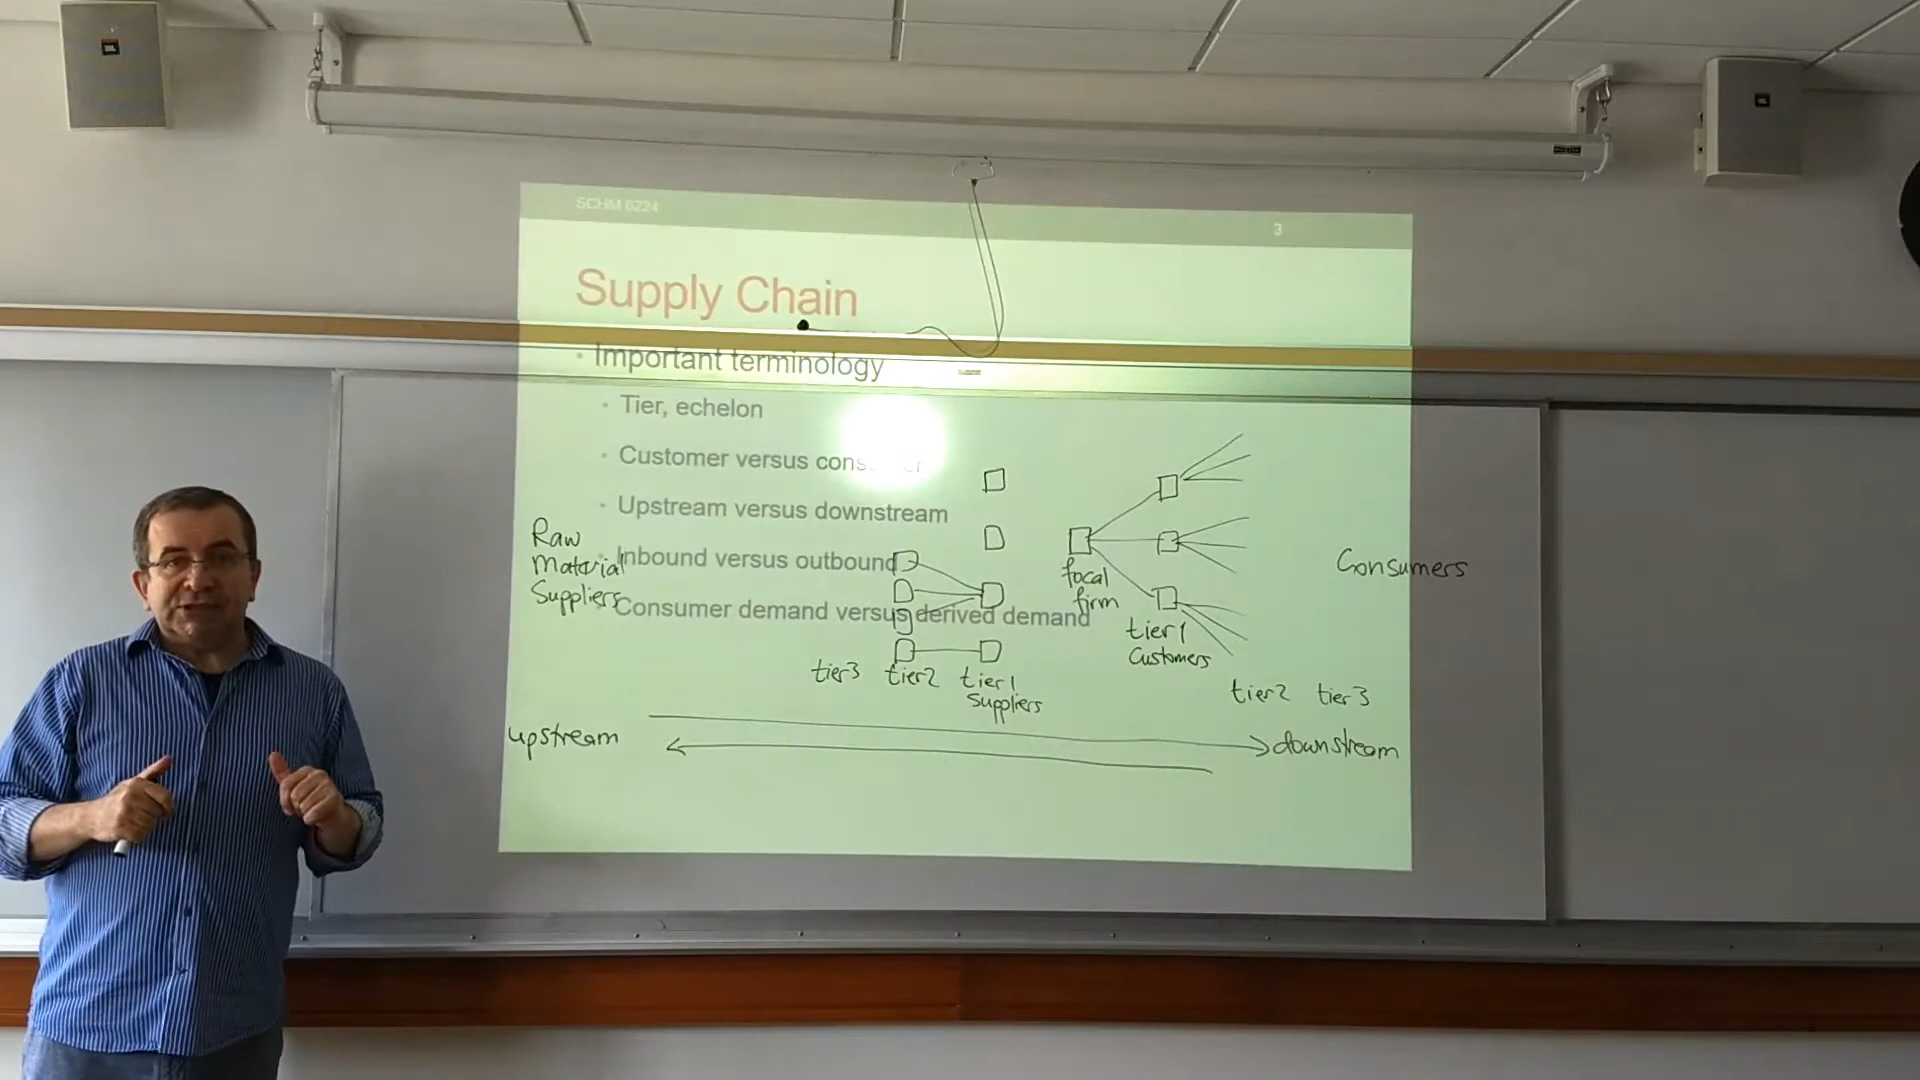 JBL
JBL
SCHM 6224
3
Supply Chain
• Important terminology
• Tier, echelon
• Customer versus
• Upstream versus downstream
• Inbound versus outbound
• Consumer demand versus derived demand
Raw
Material
Suppliers
tier3
tier2
tier1
Suppliers
focal
firm
tier1
Customers
tier2
tier3
Consumers
upstream
downstream